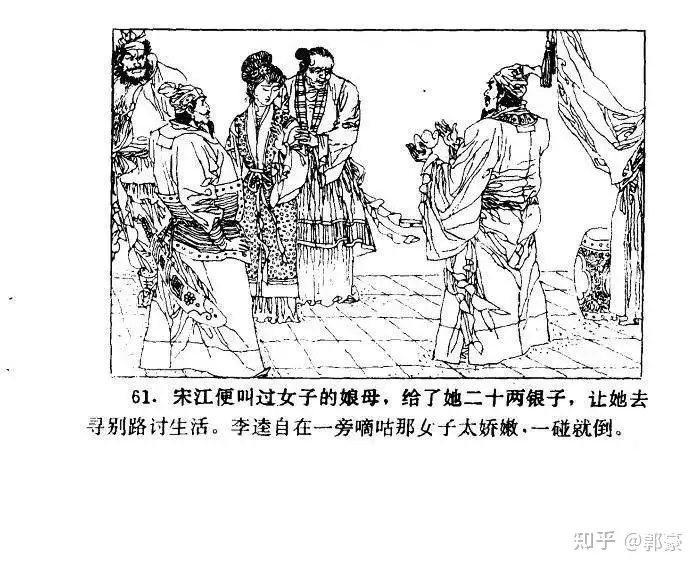 61. 宋江便叫过女子的娘母，给了她二十两银子，让她去
寻别路讨生活。李逵自在一旁嘀咕那女子太娇嫩，一碰就倒。
知乎 @郭豪